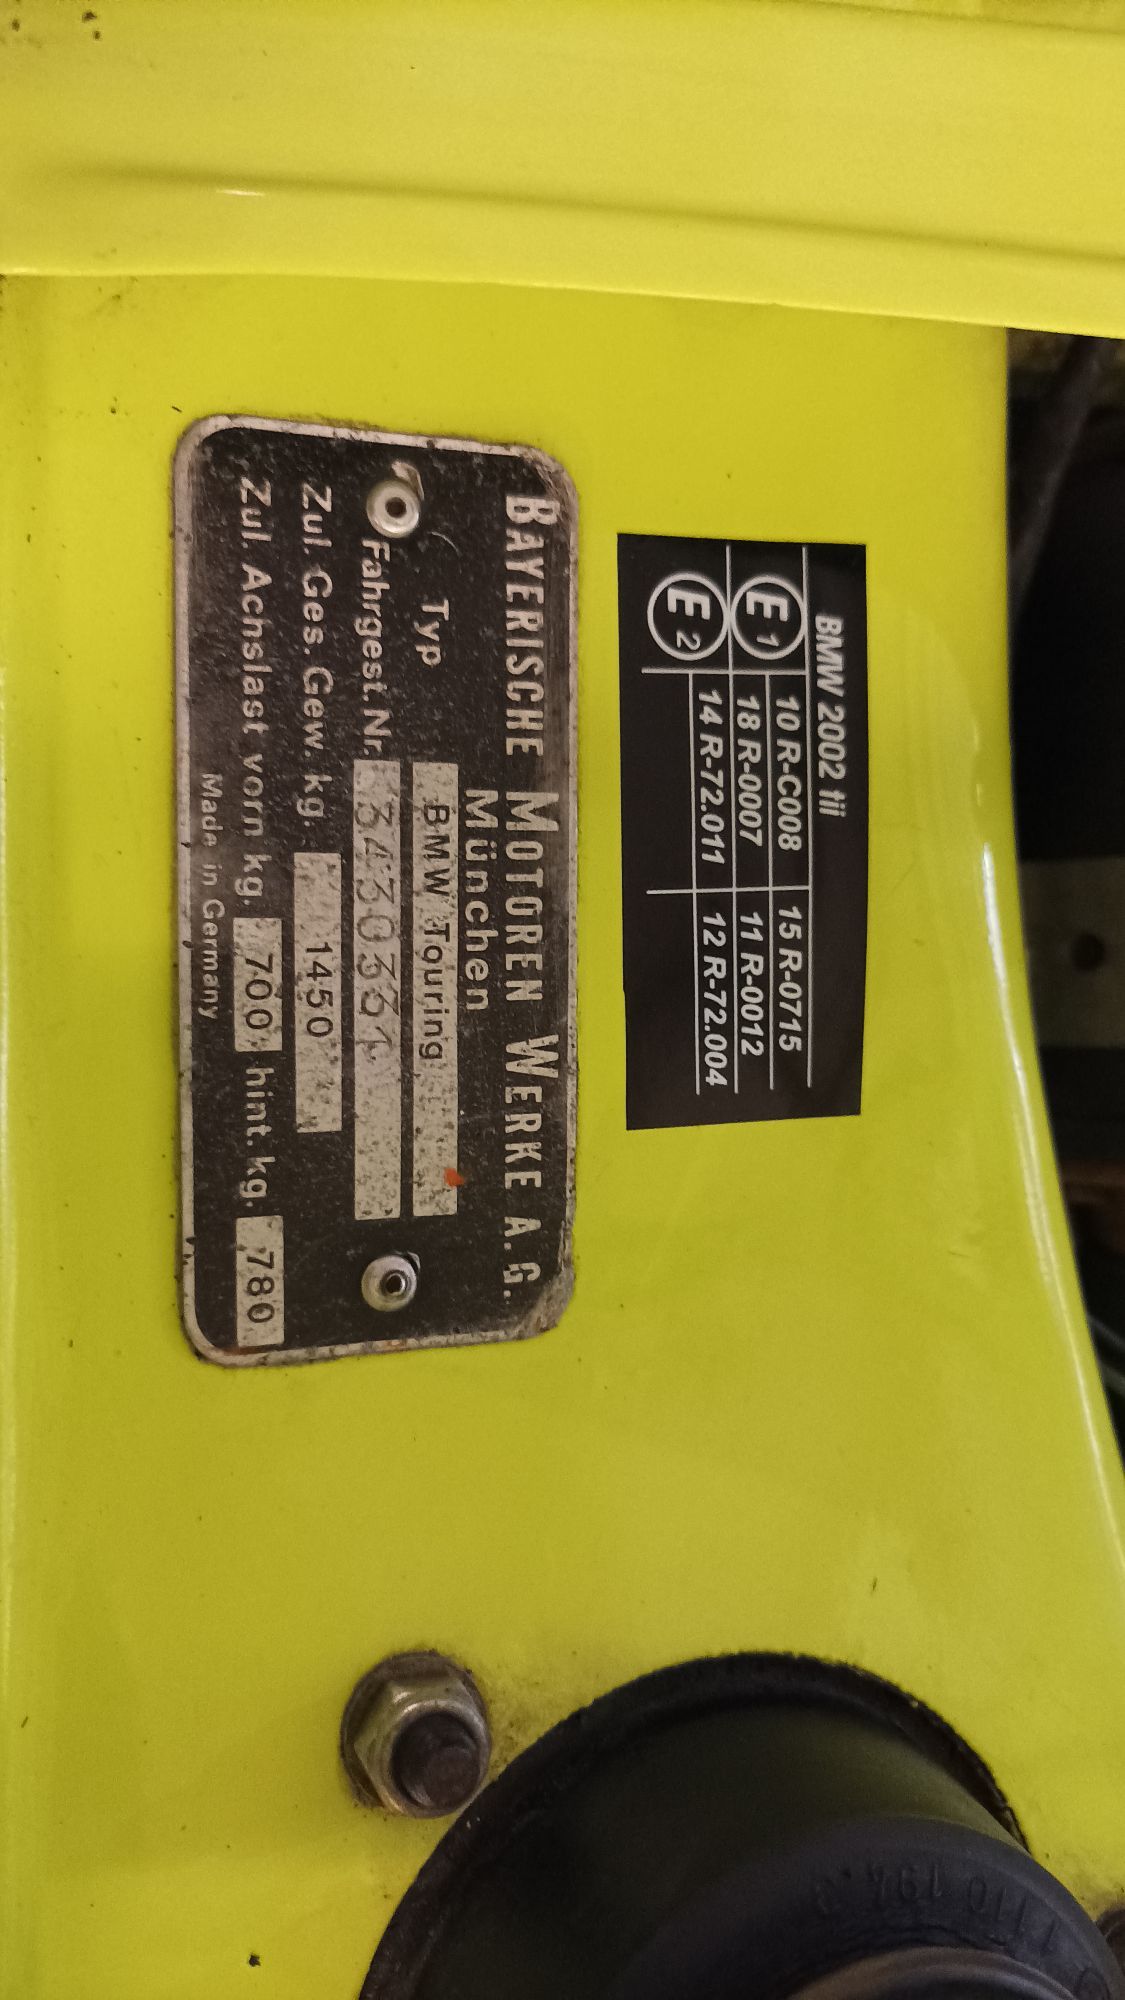 BMW 2002 tii
E1 10 R-C008 15 R-0715
18 R-0007 11 R-0012
E2 14 R-72.011 12 R-72.004
BAYERISCHE MOTOREN WERKE A.G.
München
Typ BMW Touring
Fahrgest.Nr. 3430361
Zul. Ges. Gew. kg. 1450
Zul. Achslast vorn kg. 700 hint. kg. 780
Made in Germany